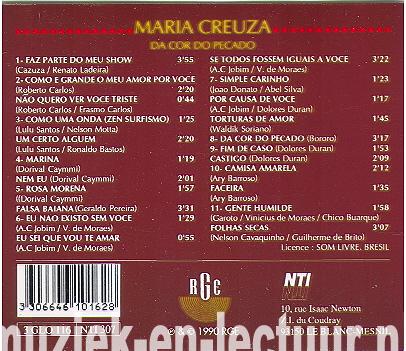 MARIA CREUZA
DA COR DO PECADO
1- FAZ PARTE DO MEU SHOW 3'55
(Cazuza / Renato Ladeira)
2- COMO E GRANDE O MEU AMOR POR VOCE
(Roberto Carlos) 2'20
NÃO QUERO VER VOCE TRISTE 0'44
(Roberto Carlos / Erasmo Carlos)
3- COMO UMA ONDA (ZEN SURFISMO) 1'25
(Lulu Santos / Nelson Motta)
UM CERTO ALGUEM 2'20
(Lulu Santos / Ronaldo Bastos)
4- MARINA 1'19
(Dorival Caymmi)
NEM EU (Dorival Caymmi) 2'01
5- ROSA MORENA 1'57
((Dorival Caymmi)
FALSA BAIANA (Geraldo Pereira) 3'31
6- EU NÃO EXISTO SEM VOCE 1'29
(A.C Jobim / V. de Moraes)
EU SEI QUE VOU TE AMAR 0'55
(A.C Jobim / V. de Moraes)
SE TODOS FOSSEM IGUAIS A VOCE 3'22
(A.C Jobim / V. de Moraes)
7- SIMPLE CARINHO 1'23
(Joao Donato / Abel Silva)
POR CAUSA DE VOCE 1'17
(A.C Jobim / Dolores Duran)
TORTURAS DE AMOR 1'45
(Waldik Soriano)
8- DA COR DO PECADO (Bororo) 3'17
9- FIM DE CASO (Dolores Duran) 1'53
CASTIGO (Dolores Duran) 2'09
10- CAMISA AMARELA 2'12
(Ary Barroso)
FACEIRA 1'35
(Ary Barroso)
11- GENTE HUMILDE 1'58
(Garoto / Vinicius de Moraes / Chico Buarque)
FOLHAS SECAS 3'07
(Nelson Cavaquinho / Guilherme de Brito)
Licence : SOM LIVRE. BRESIL
3 306646 101628
3 GLO 116 NTI 307
RGE
℗ & © 1990 RGE
NTI
10, rue Isaac Newton
Z.I. du Coudray
93150 LE BLANC-MESNIL
muziek-en-lectuur.nl